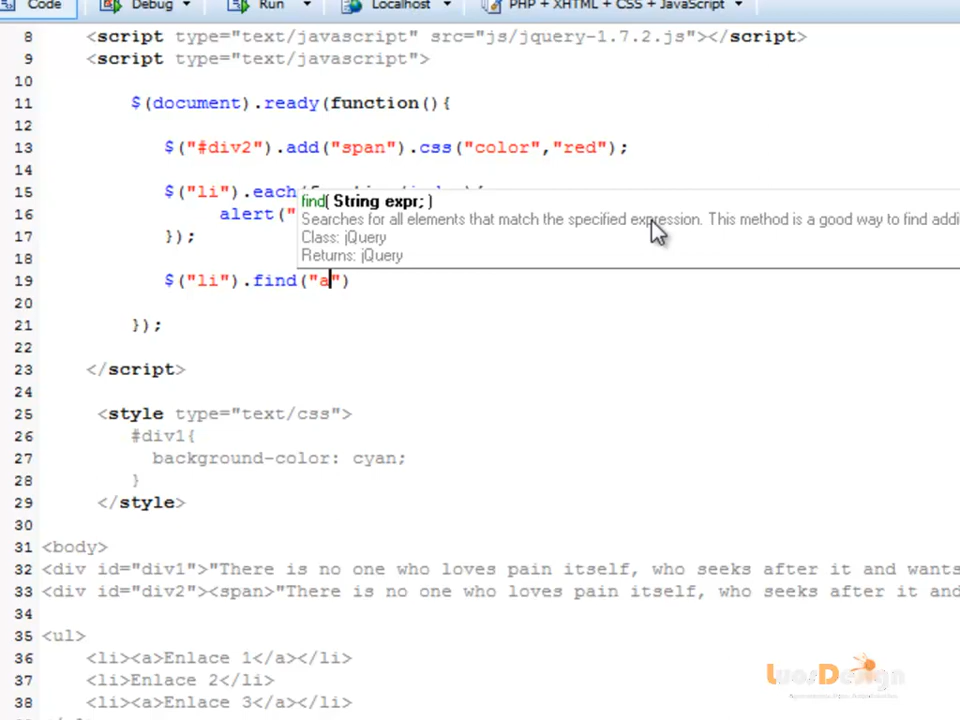 Code Debug Run Localhost PHP + XHTML + CSS + JavaScript
8 <script type="text/javascript" src="js/jquery-1.7.2.js"></script>
9 <script type="text/javascript">
10
11 $(document).ready(function(){
12
13 $("#div2").add("span").css("color","red");
14
15 $("li").each
find( String expr; )
16 alert("
Searches for all elements that match the specified expression. This method is a good way to find addi
17 });
Class: jQuery
Returns: jQuery
18
19 $("li").find("a")
20
21 });
22
23 </script>
24
25 <style type="text/css">
26 #div1{
27 background-color: cyan;
28 }
29 </style>
30
31 <body>
32 <div id="div1">"There is no one who loves pain itself, who seeks after it and wants
33 <div id="div2"><span>"There is no one who loves pain itself, who seeks after it and
34
35 <ul>
36 <li><a>Enlace 1</a></li>
37 <li>Enlace 2</li>
38 <li><a>Enlace 3</a></li>
LuosDesign